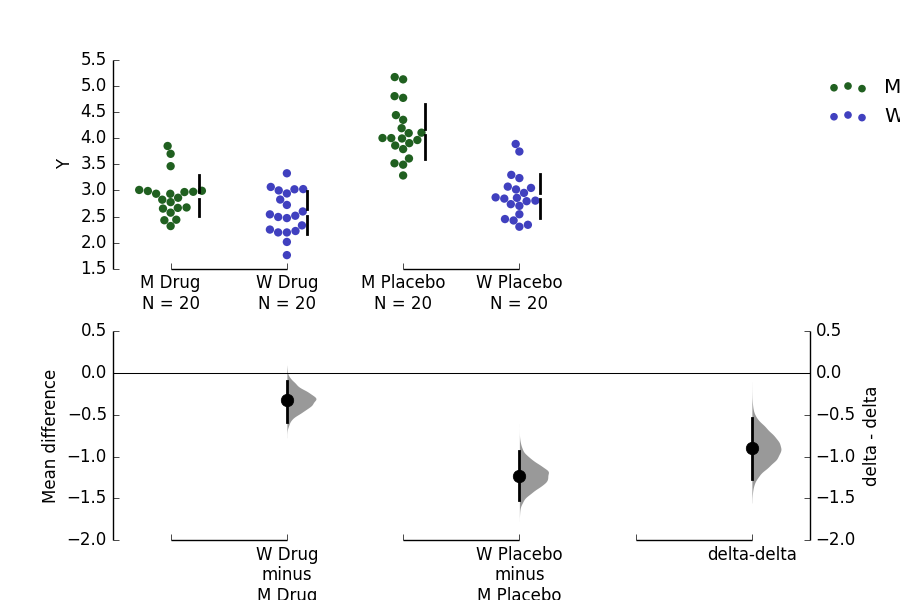 5.5
5.0
4.5
4.0
3.5
3.0
2.5
2.0
1.5
Y
M
W
M Drug
N = 20
W Drug
N = 20
M Placebo
N = 20
W Placebo
N = 20
0.5
0.0
−0.5
−1.0
−1.5
−2.0
Mean difference
0.5
0.0
−0.5
−1.0
−1.5
−2.0
delta - delta
W Drug
minus
M Drug
W Placebo
minus
M Placebo
delta-delta